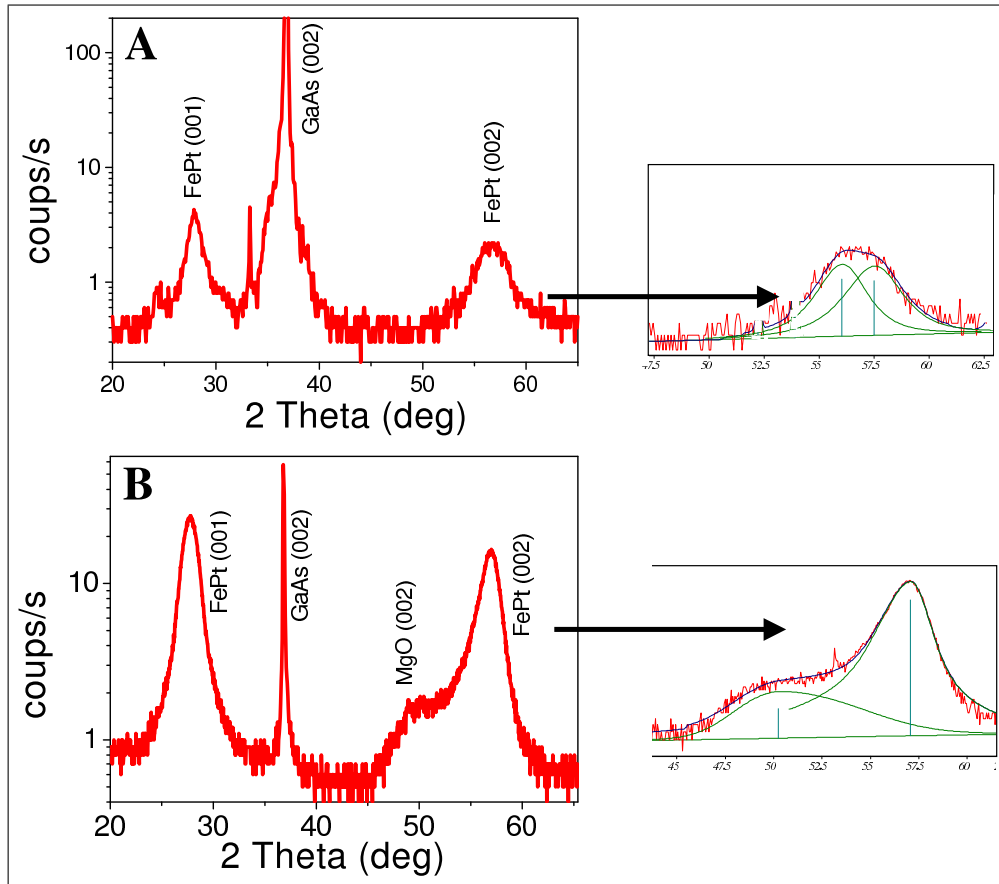 A
coups/s
100
10
1
FePt (001)
GaAs (002)
FePt (002)
20 30 40 50 60
2 Theta (deg)
47.5 50 52.5 55 57.5 60 62.5
B
coups/s
10
1
FePt (001)
GaAs (002)
MgO (002)
FePt (002)
20 30 40 50 60
2 Theta (deg)
45 47.5 50 52.5 55 57.5 60